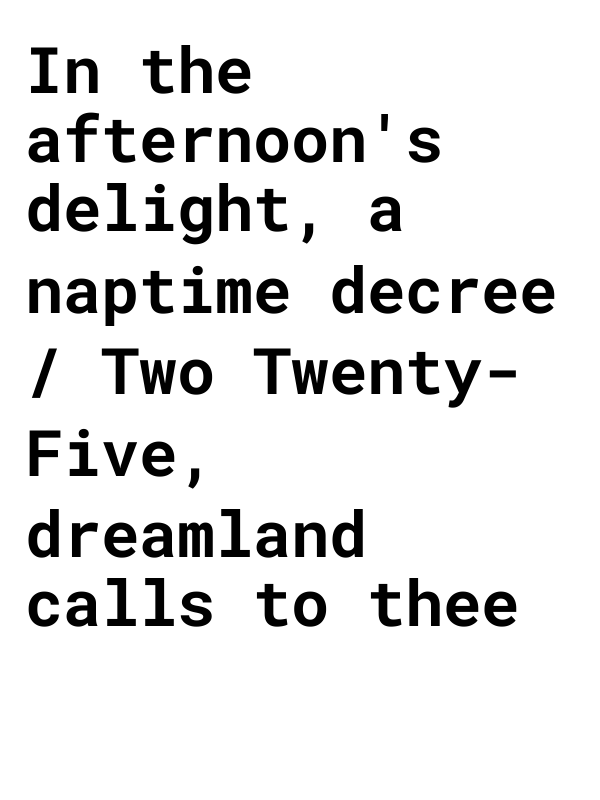 In the
afternoon's
delight, a
naptime decree
/ Two Twenty-
Five,
dreamland
calls to thee